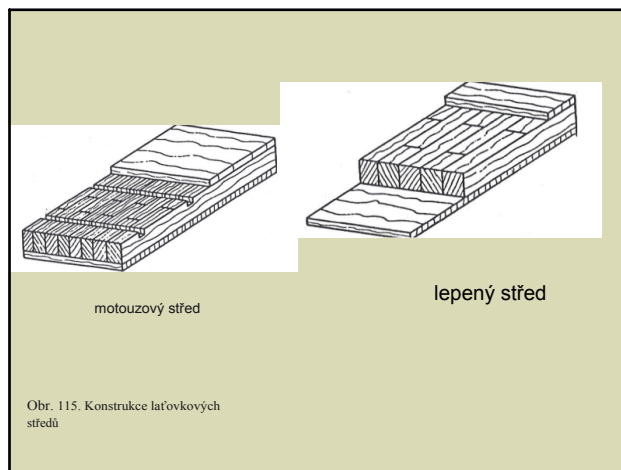 motouzový střed
lepený střed
Obr. 115. Konstrukce laťovkových
středů